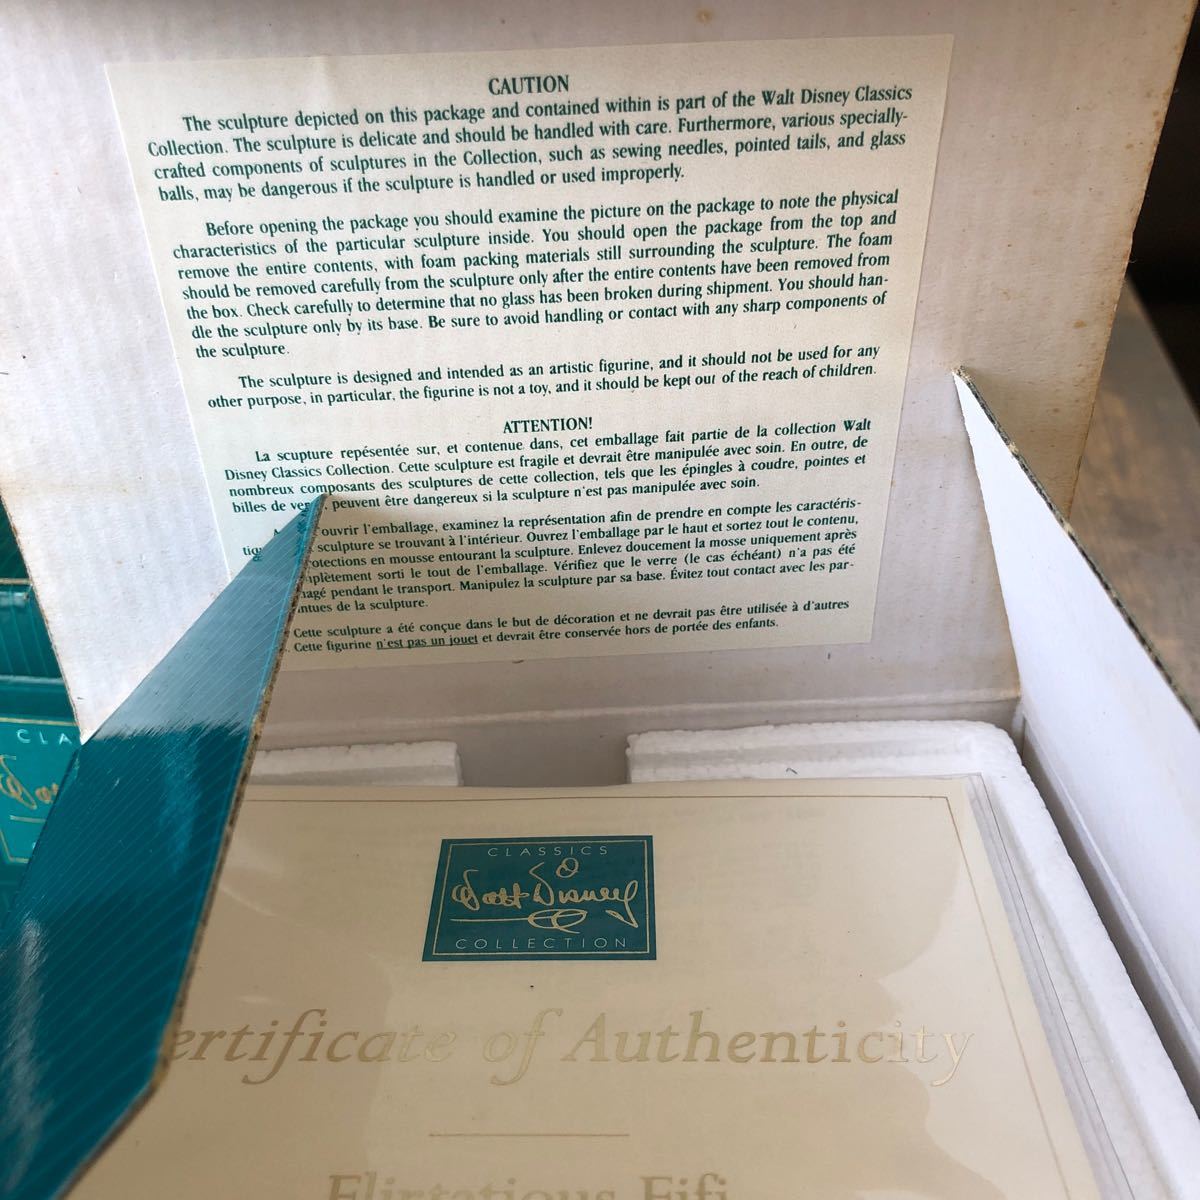 CAUTION
The sculpture depicted on this package and contained within is part of the Walt Disney Classics
Collection. The sculpture is delicate and should be handled with care. Furthermore, various specially-
crafted components of sculptures in the Collection, such as sewing needles, pointed tails, and glass
balls, may be dangerous if the sculpture is handled or used improperly.
Before opening the package you should examine the picture on the package to note the physical
characteristics of the particular sculpture inside. You should open the package from the top and
remove the entire contents, with foam packing materials still surrounding the sculpture. The foam
should be removed carefully from the sculpture only after the entire contents have been removed from
the box. Check carefully to determine that no glass has been broken during shipment. You should han-
dle the sculpture only by its base. Be sure to avoid handling or contact with any sharp components of
the sculpture.
The sculpture is designed and intended as an artistic figurine, and it should not be used for any
other purpose, in particular, the figurine is not a toy, and it should be kept out of the reach of children.
ATTENTION!
La scupture repésentée sur, et contenue dans, cet emballage fait partie de la collection Walt
Disney Classics Collection. Cette sculpture est fragile et devrait être manipulée avec soin. En outre, de
nombreux composants des sculptures de cette collection, tels que les épingles à coudre, pointes et
billes de ver , peuvent être dangereux si la sculpture n'est pas manipulée avec soin.
ouvrir l'emballage, examinez la représentation afin de prendre en compte les caractéris-
tiq sculpture se trouvant à l'intérieur. Ouvrez l'emballage par le haut et sortez tout le contenu,
otections en mousse entourant la sculpture. Enlevez doucement la mosse uniquement après
plètement sorti le tout de l'emballage. Vérifiez que le verre (le cas échéant) n'a pas été
agé pendant le transport. Manipulez la sculpture par sa base. Évitez tout contact avec les par-
ntues de la sculpture.
Cette sculpture a été conçue dans le but de décoration et ne devrait pas être utilisée à d'autres
. Cette figurine n'est pas un jouet et devrait être conservée hors de portée des enfants.
CLA
CLASSICS
Walt Disney
COLLECTION
ertificate of Authenticity
Flirtatious Fifi